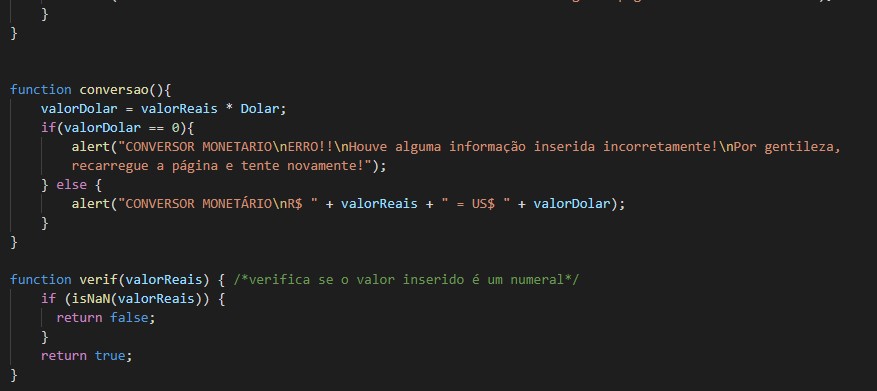 }
}
function conversao(){
valorDolar = valorReais * Dolar;
if(valorDolar == 0){
alert("CONVERSOR MONETARIO\nERRO!!\nHouve alguma informação inserida incorretamente!\nPor gentileza,
recarregue a página e tente novamente!");
} else {
alert("CONVERSOR MONETÁRIO\nR$ " + valorReais + " = US$ " + valorDolar);
}
}
function verif(valorReais) { /*verifica se o valor inserido é um numeral*/
if (isNaN(valorReais)) {
return false;
}
return true;
}